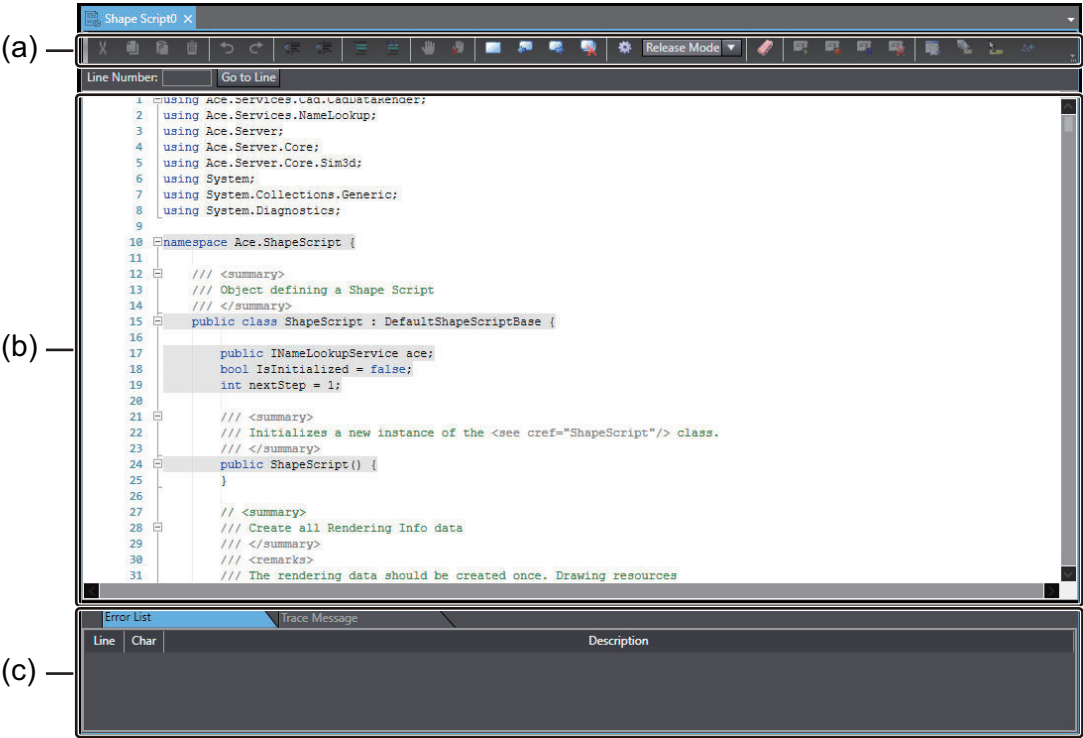 Shape Script0 ×
(a)
Release Mode
Line Number: Go to Line
(b)
1 using Ace.Services.Cad.CadDataRender;
2 using Ace.Services.NameLookup;
3 using Ace.Server;
4 using Ace.Server.Core;
5 using Ace.Server.Core.Sim3d;
6 using System;
7 using System.Collections.Generic;
8 using System.Diagnostics;
9
10 namespace Ace.ShapeScript {
11
12 /// <summary>
13 /// Object defining a Shape Script
14 /// </summary>
15 public class ShapeScript : DefaultShapeScriptBase {
16
17 public INameLookupService ace;
18 bool IsInitialized = false;
19 int nextStep = 1;
20
21 /// <summary>
22 /// Initializes a new instance of the <see cref="ShapeScript"/> class.
23 /// </summary>
24 public ShapeScript() {
25 }
26
27 // <summary>
28 /// Create all Rendering Info data
29 /// </summary>
30 /// <remarks>
31 /// The rendering data should be created once. Drawing resources
(c)
Error List Trace Message
Line Char Description